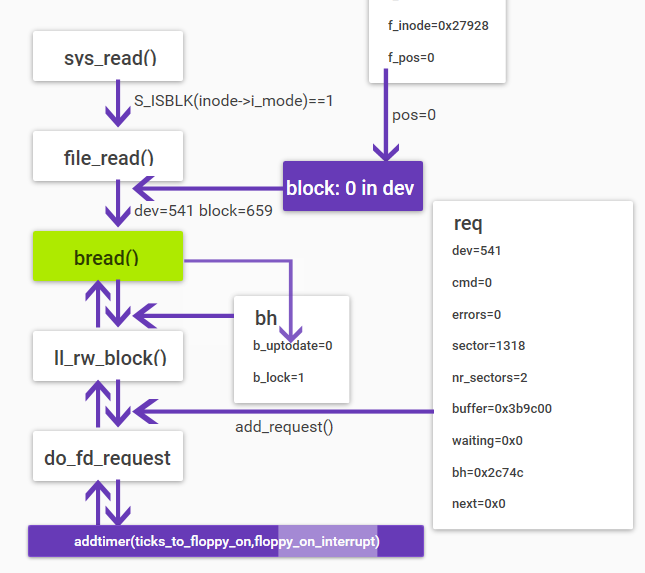 f_inode=0x27928
f_pos=0
sys_read()
S_ISBLK(inode->i_mode)==1
pos=0
file_read()
block: 0 in dev
dev=541 block=659
req
dev=541
cmd=0
errors=0
sector=1318
nr_sectors=2
buffer=0x3b9c00
waiting=0x0
bh=0x2c74c
next=0x0
bread()
bh
b_uptodate=0
b_lock=1
ll_rw_block()
add_request()
do_fd_request
addtimer(ticks_to_floppy_on,floppy_on_interrupt)